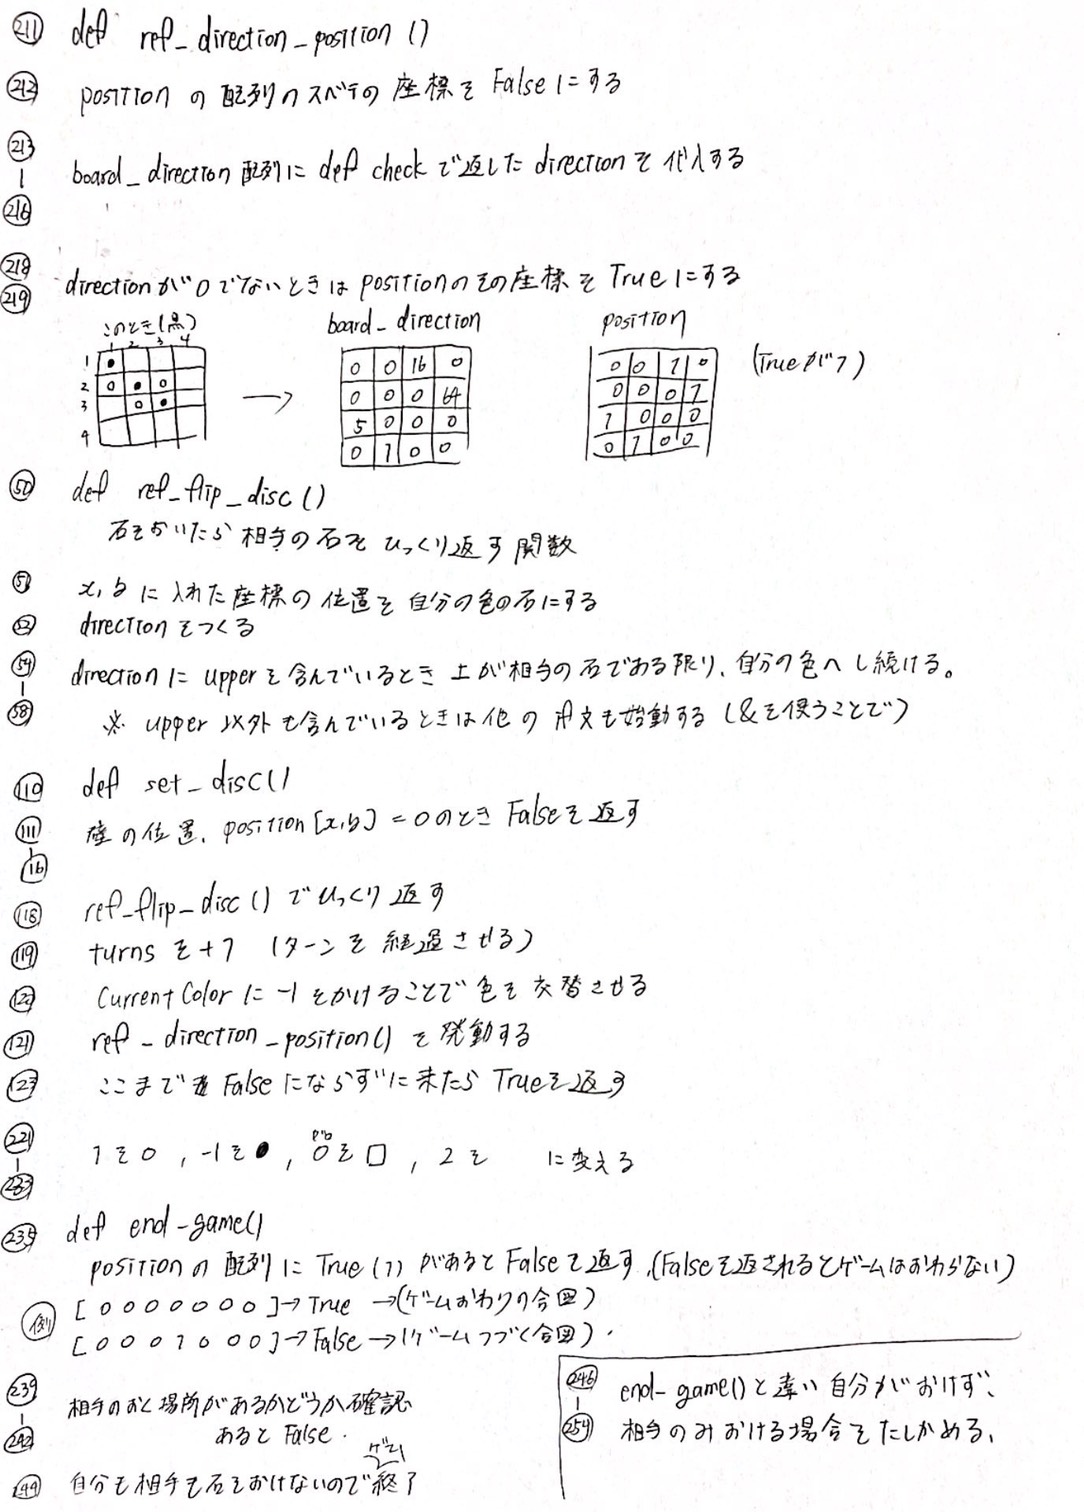 211 def ref_direction_position ()
212 positionの配列のスベテの座標をFalseにする
213
|
216 board_direction配列にdef checkで返したdirectionを代入する
218
219 directionが0でないときはpositionのその座標をTrueにする
このとき(黒) board_direction position
1 2 3 4
1 ●
2 ○ ● ○
3 ○ ●
4
→
0 0 16 0
0 0 0 64
5 0 0 0
0 1 0 0
0 0 1 0
0 0 0 1
1 0 0 0
0 1 0 0
(Trueが1)
50 def ref_flip_disc ()
石をおいたら相手の石をひっくり返す関数
51 x, yに入れた座標の位置を自分の色の石にする
52 directionをつくる
54
|
58 directionにupperを含んでいるとき上が相手の石である限り、自分の色へし続ける。
※ upper以外も含んでいるときは他のif文も始動する(&を使うことで)
110 def set_disc()
111
|
116 壁の位置、position[x,y]=0のときFalseを返す
118 ref_flip_disc()でひっくり返す
119 turnsを+1 (ターンを経過させる)
120 Current Colorに-1をかけることで色を交替させる
121 ref_direction_position()を発動する
123 ここまでFalseにならずに来たらTrueを返す
221
|
233 1を○, -1を●, 0を□, 2を に変える
235 def end-game()
positionの配列にTrue(1)があるとFalseを返す(Falseを返されるとゲームはおわらない)
例 [0 0 0 0 0 0 0]→True →(ゲームおわりの合図)
[0 0 0 1 0 0 0]→False→(ゲームつづく合図).
239
|
242 相手のおく場所があるかどうか確認
あるとFalse.
244 自分も相手も石をおけないのでゲーム終了
246
|
254 end-game()と違い自分がおけず、
相手のみおける場合をたしかめる、